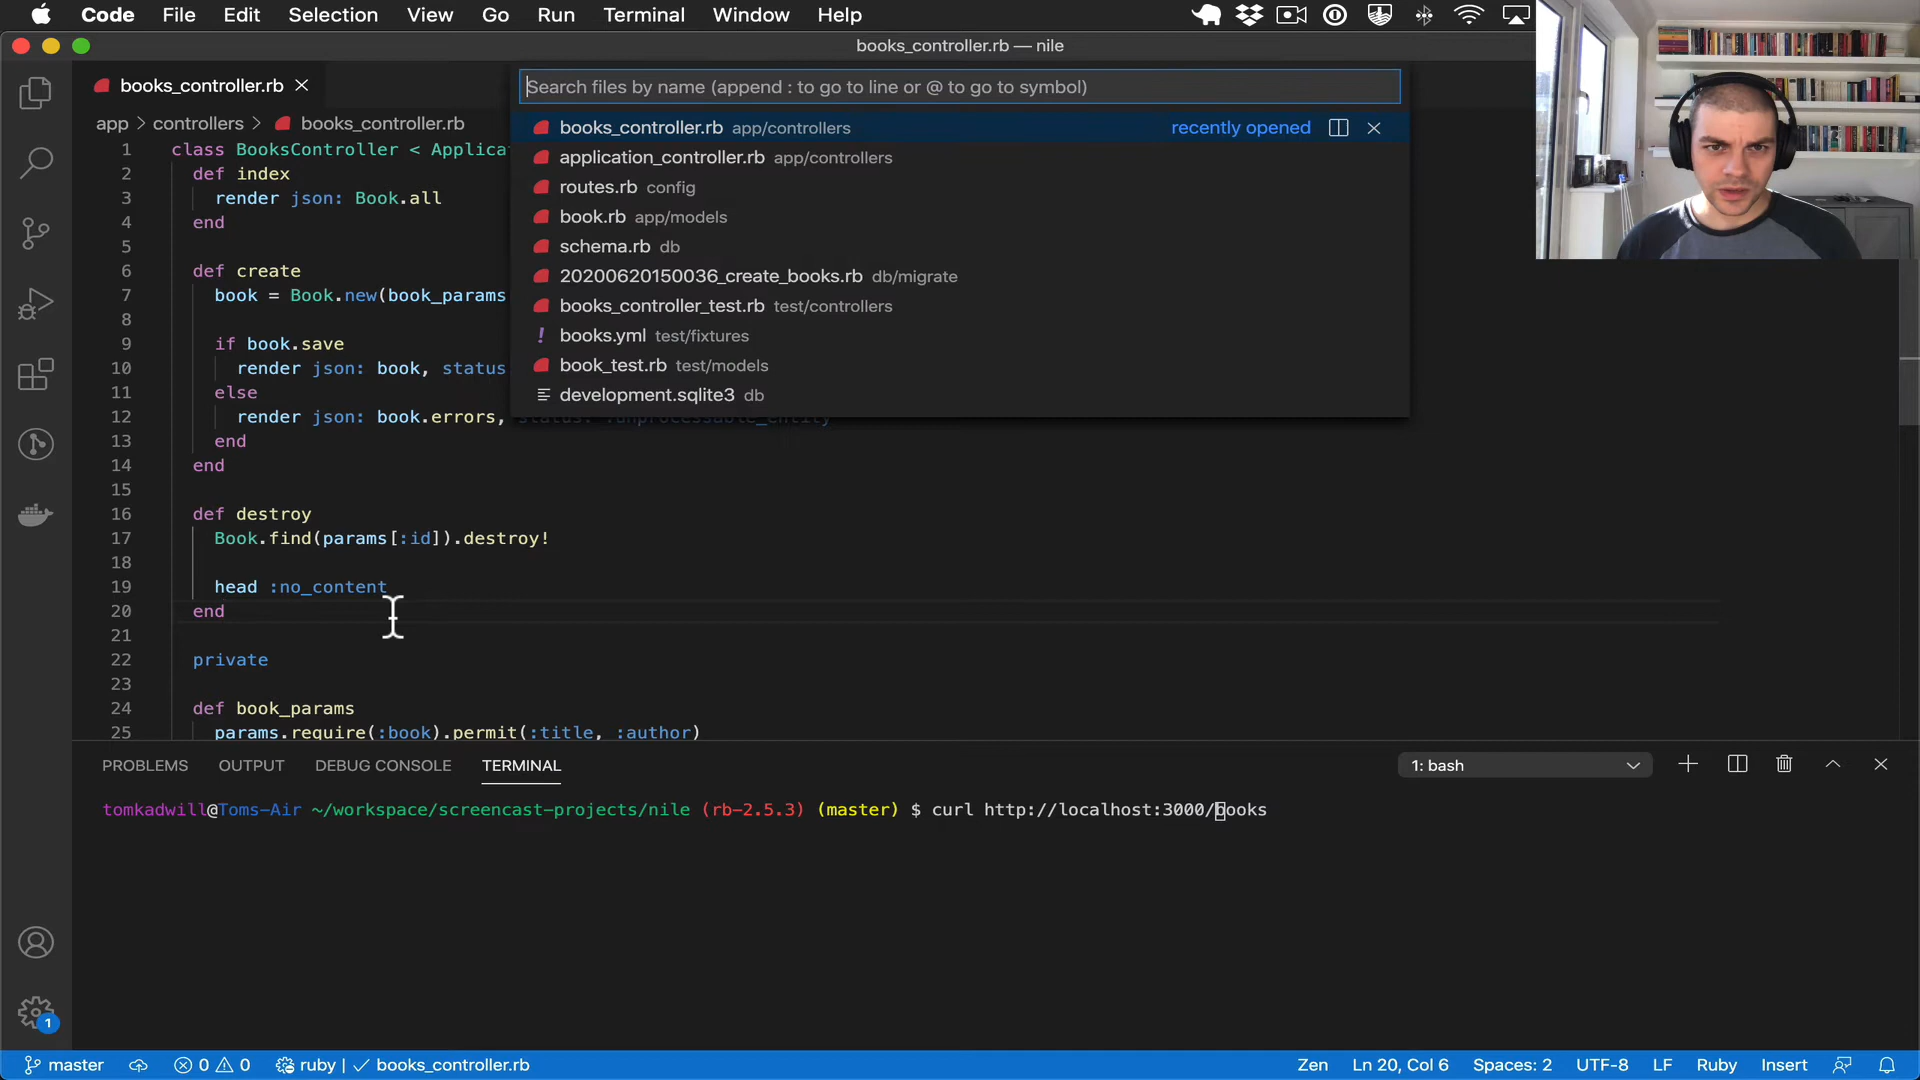 Code File Edit Selection View Go Run Terminal Window Help
books_controller.rb — nile
books_controller.rb
Search files by name (append : to go to line or @ to go to symbol)
app > controllers > books_controller.rb
books_controller.rb app/controllers recently opened
application_controller.rb app/controllers
routes.rb config
book.rb app/models
schema.rb db
20200620150036_create_books.rb db/migrate
books_controller_test.rb test/controllers
! books.yml test/fixtures
book_test.rb test/models
development.sqlite3 db
1 class BooksController < Applica
2 def index
3 render json: Book.all
4 end
5
6 def create
7 book = Book.new(book_params
8
9 if book.save
10 render json: book, status
11 else
12 render json: book.errors, status: :unprocessable_entity
13 end
14 end
15
16 def destroy
17 Book.find(params[:id]).destroy!
18
19 head :no_content
20 end
21
22 private
23
24 def book_params
25 params.require(:book).permit(:title, :author)
PROBLEMS OUTPUT DEBUG CONSOLE TERMINAL 1: bash
tomkadwill@Toms-Air ~/workspace/screencast-projects/nile (rb-2.5.3) (master) $ curl http://localhost:3000/books
1
master 0 0 ruby | books_controller.rb Zen Ln 20, Col 6 Spaces: 2 UTF-8 LF Ruby Insert